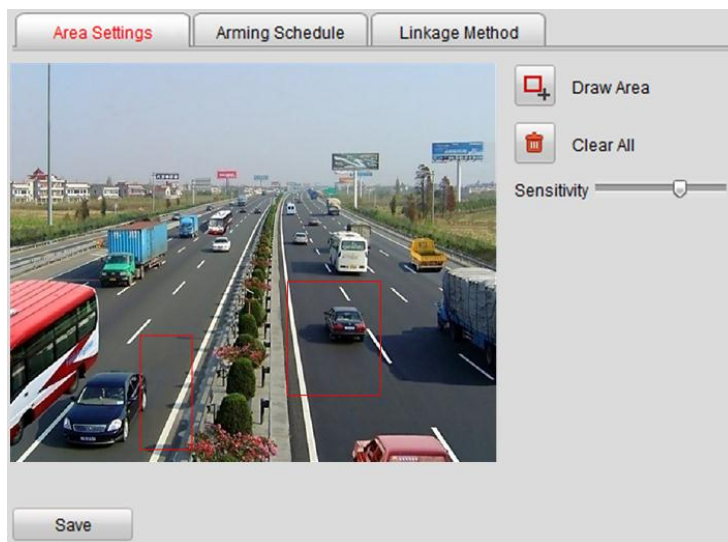 Area Settings
Arming Schedule
Linkage Method
Draw Area
Clear All
Sensitivity
Save